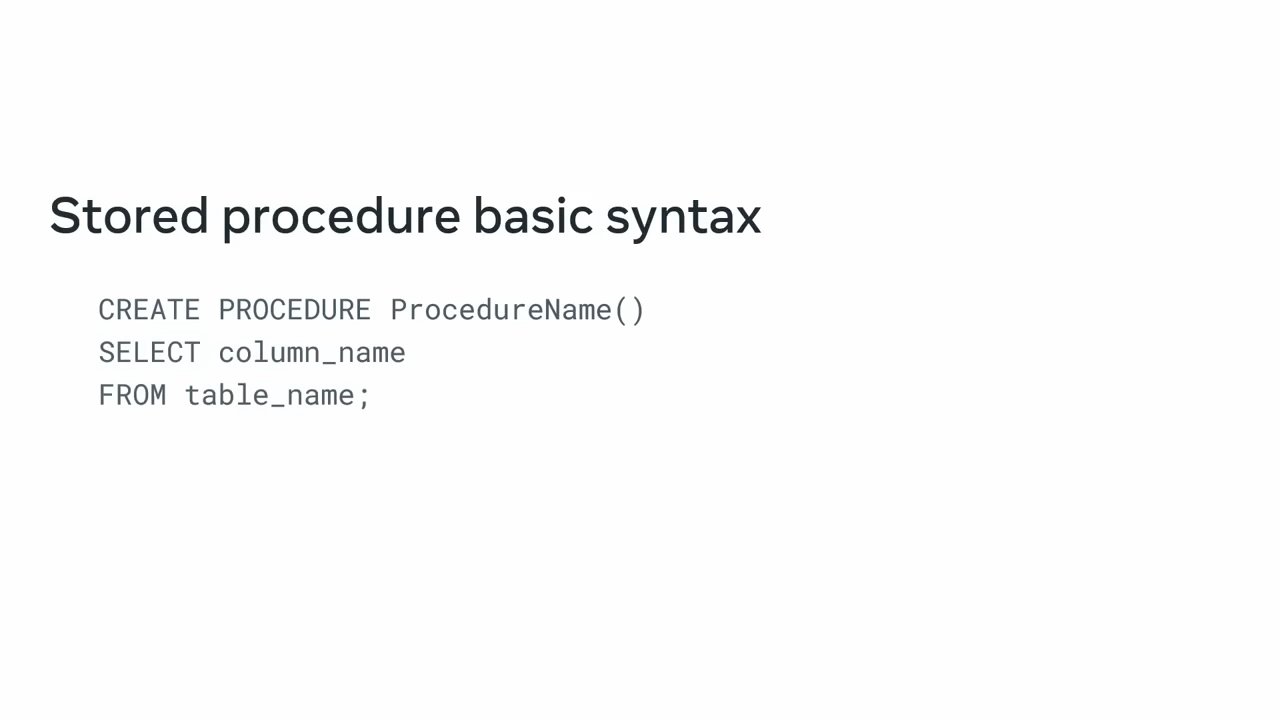 Stored procedure basic syntax
CREATE PROCEDURE ProcedureName()
SELECT column_name
FROM table_name;